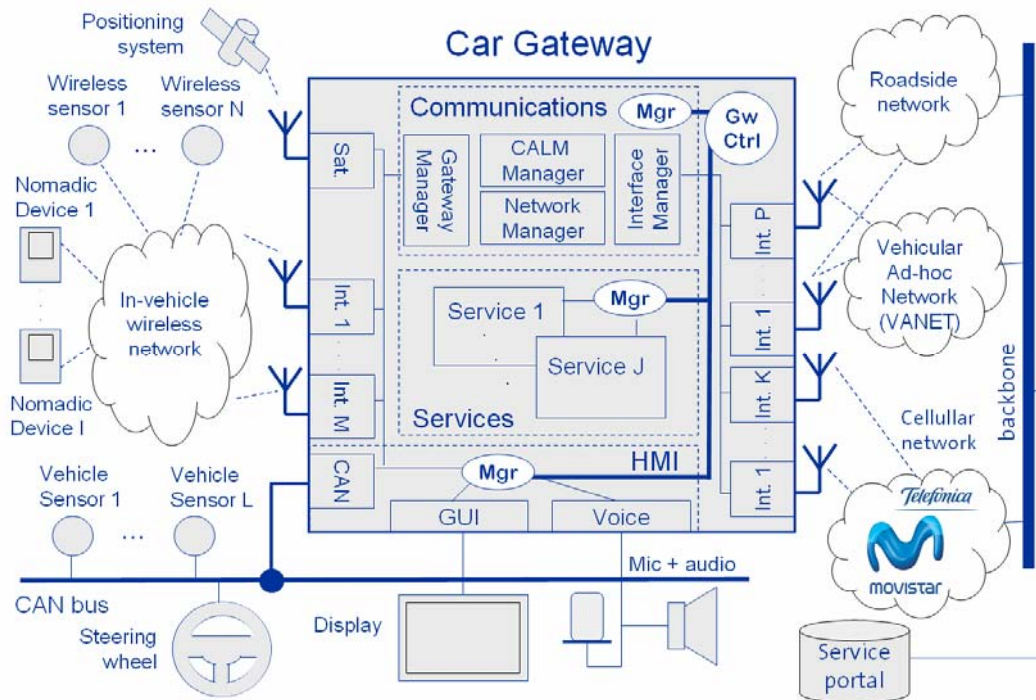 Positioning
system
Car Gateway
Wireless
sensor 1
Wireless
sensor N
...
Roadside
network
Communications
Mgr
Gw
Ctrl
Sat.
Gateway
Manager
CALM
Manager
Network
Manager
Interface
Manager
Nomadic
Device 1
Int. P
Vehicular
Ad-hoc
Network
(VANET)
In-vehicle
wireless
network
Int. 1
Service 1
Mgr
Int. 1
Service J
Nomadic
Device I
Int. M
Services
Int. K
Cellullar
network
backbone
Vehicle
Sensor 1
Vehicle
Sensor L
...
CAN
Mgr
HMI
Int. 1
GUI
Voice
Telefónica
movistar
Mic + audio
CAN bus
Steering
wheel
Display
Service
portal